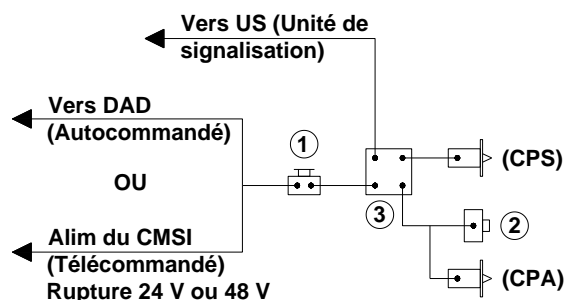 Vers US (Unité de
signalisation)
Vers DAD
(Autocommandé)
1
(CPS)
OU
3
2
Alim du CMSI
(Télécommandé)
(CPA)
Rupture 24 V ou 48 V